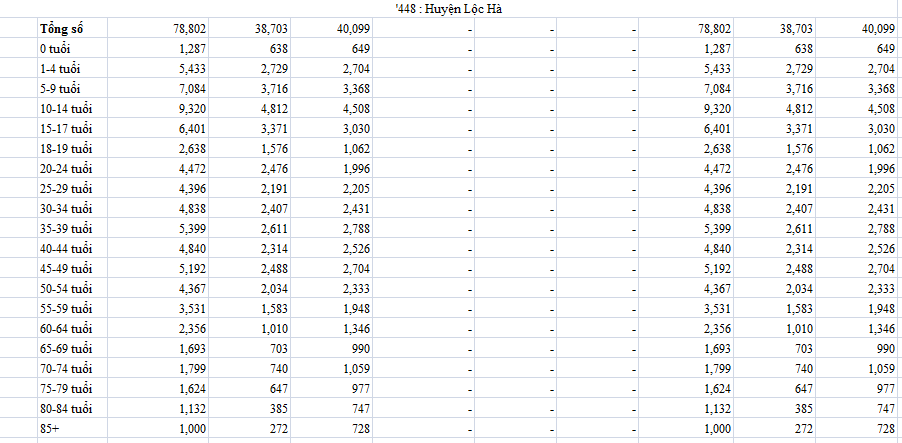 '448 : Huyện Lộc Hà
Tổng số 78,802 38,703 40,099 - - - 78,802 38,703 40,099
0 tuổi 1,287 638 649 - - - 1,287 638 649
1-4 tuổi 5,433 2,729 2,704 - - - 5,433 2,729 2,704
5-9 tuổi 7,084 3,716 3,368 - - - 7,084 3,716 3,368
10-14 tuổi 9,320 4,812 4,508 - - - 9,320 4,812 4,508
15-17 tuổi 6,401 3,371 3,030 - - - 6,401 3,371 3,030
18-19 tuổi 2,638 1,576 1,062 - - - 2,638 1,576 1,062
20-24 tuổi 4,472 2,476 1,996 - - - 4,472 2,476 1,996
25-29 tuổi 4,396 2,191 2,205 - - - 4,396 2,191 2,205
30-34 tuổi 4,838 2,407 2,431 - - - 4,838 2,407 2,431
35-39 tuổi 5,399 2,611 2,788 - - - 5,399 2,611 2,788
40-44 tuổi 4,840 2,314 2,526 - - - 4,840 2,314 2,526
45-49 tuổi 5,192 2,488 2,704 - - - 5,192 2,488 2,704
50-54 tuổi 4,367 2,034 2,333 - - - 4,367 2,034 2,333
55-59 tuổi 3,531 1,583 1,948 - - - 3,531 1,583 1,948
60-64 tuổi 2,356 1,010 1,346 - - - 2,356 1,010 1,346
65-69 tuổi 1,693 703 990 - - - 1,693 703 990
70-74 tuổi 1,799 740 1,059 - - - 1,799 740 1,059
75-79 tuổi 1,624 647 977 - - - 1,624 647 977
80-84 tuổi 1,132 385 747 - - - 1,132 385 747
85+ 1,000 272 728 - - - 1,000 272 728